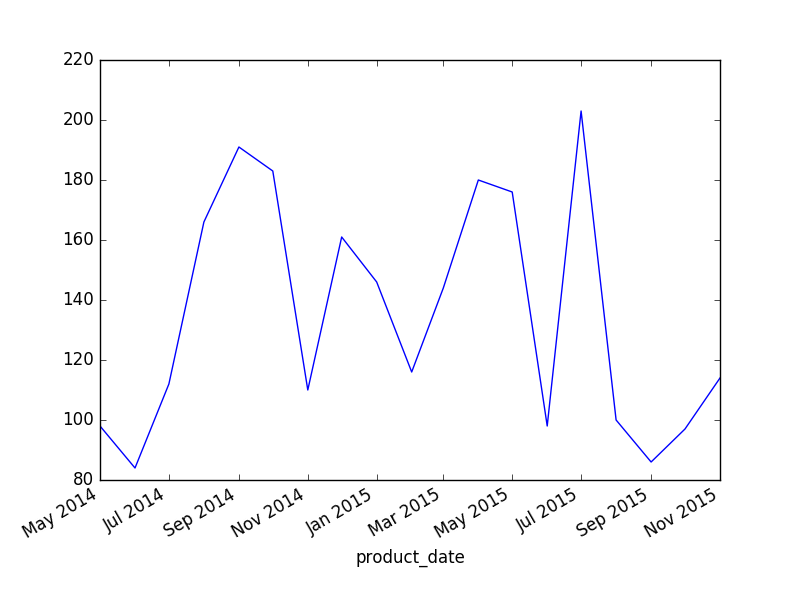 220
200
180
160
140
120
100
80
May 2014
Jul 2014
Sep 2014
Nov 2014
Jan 2015
Mar 2015
May 2015
Jul 2015
Sep 2015
Nov 2015
product_date